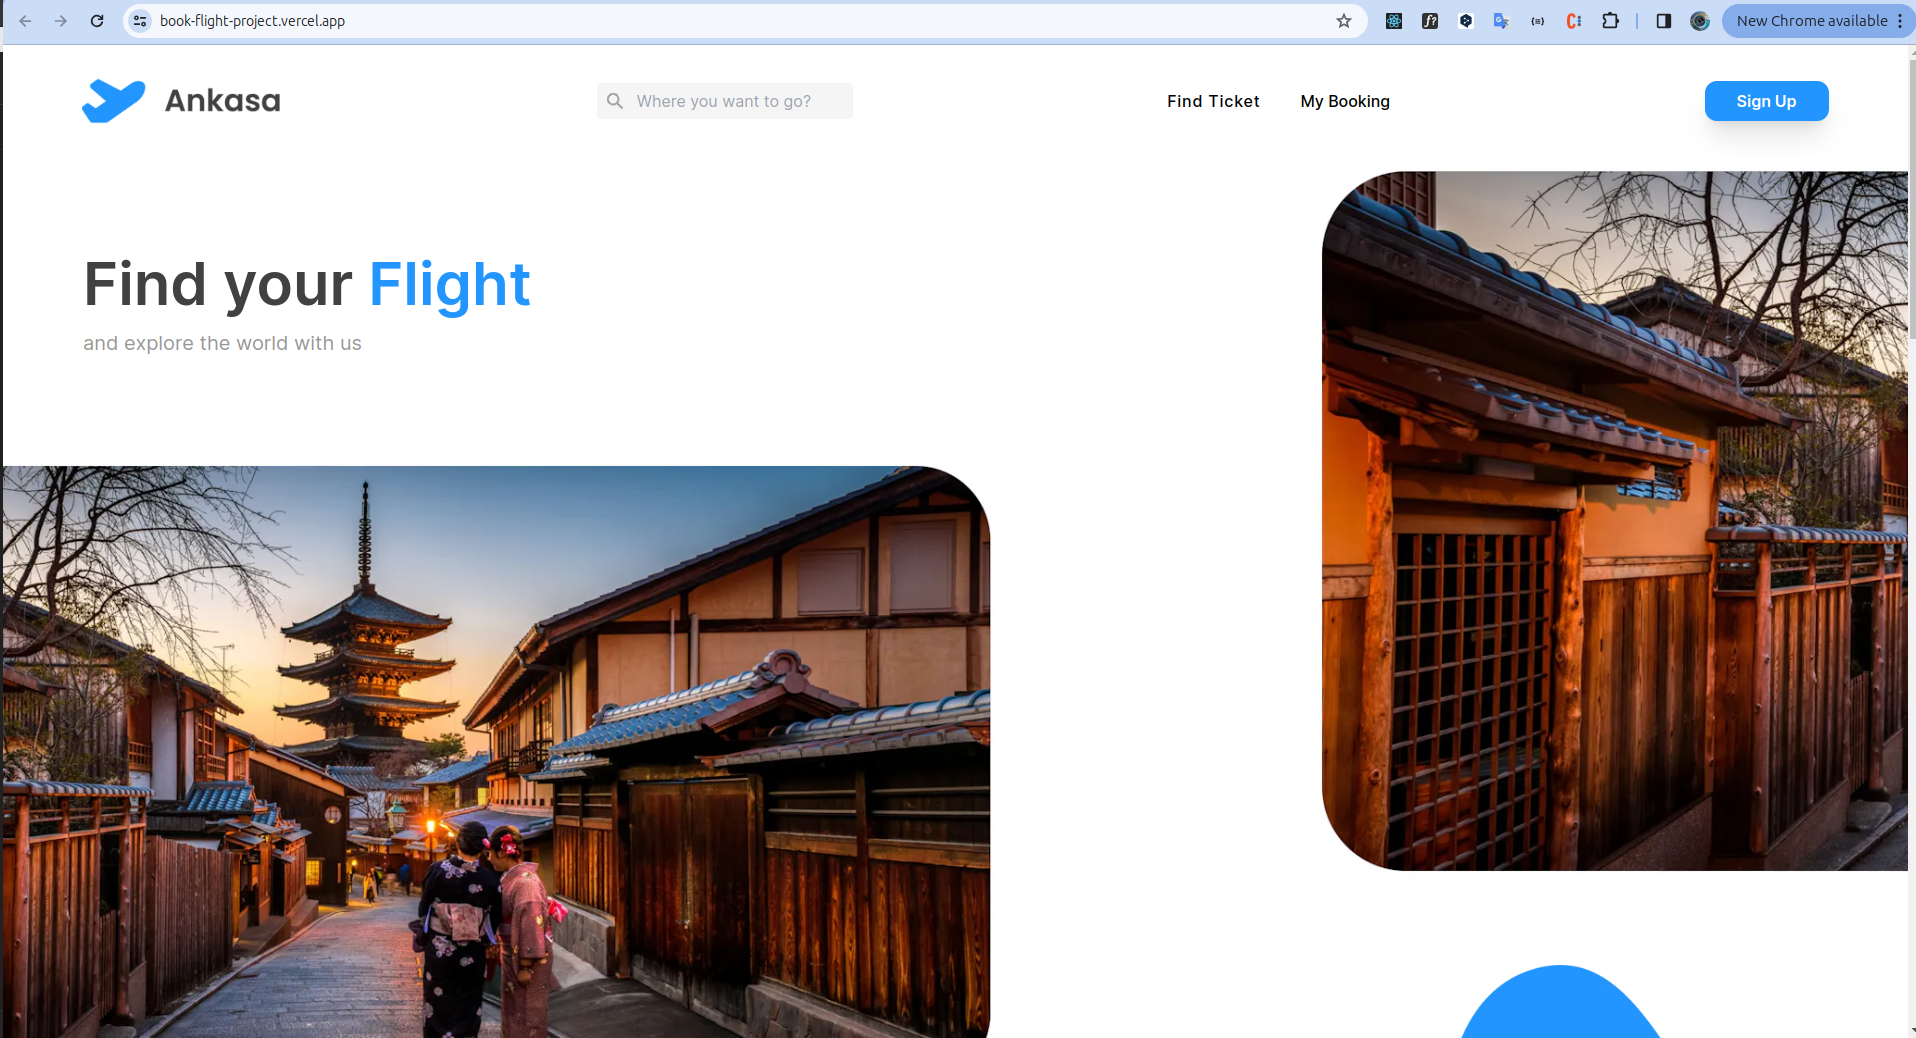 book-flight-project.vercel.app
New Chrome available
Ankasa
Where you want to go?
Find Ticket
My Booking
Sign Up
Find your Flight
and explore the world with us